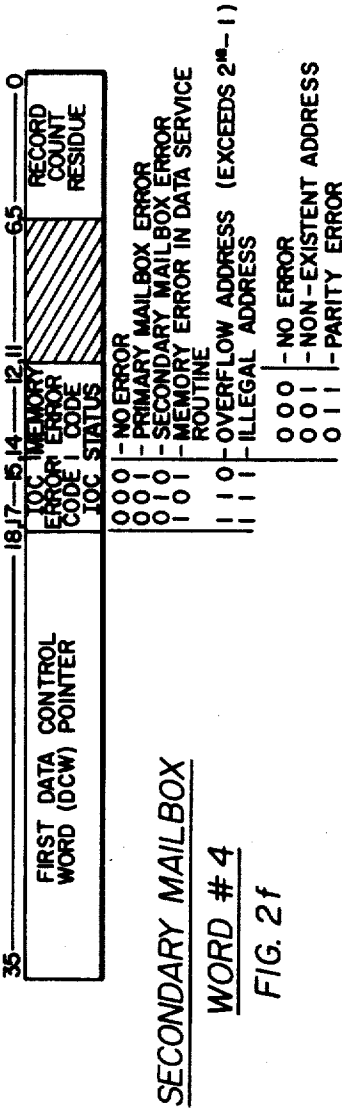 35 18,17 — 15,14 — 12,11 6,5 0
FIRST DATA CONTROL
WORD (DCW) POINTER
IOC
ERROR
CODE
MEMORY
ERROR
CODE
IOC STATUS
RECORD
COUNT
RESIDUE
0 0 0 - NO ERROR
0 0 1 - PRIMARY MAILBOX ERROR
0 1 0 - SECONDARY MAILBOX ERROR
1 0 1 - MEMORY ERROR IN DATA SERVICE
ROUTINE
1 1 0 - OVERFLOW ADDRESS (EXCEEDS 2¹⁸ - 1)
1 1 1 - ILLEGAL ADDRESS
0 0 0 - NO ERROR
0 0 1 - NON-EXISTENT ADDRESS
0 1 1 - PARITY ERROR
SECONDARY MAILBOX
WORD # 4
FIG. 2f